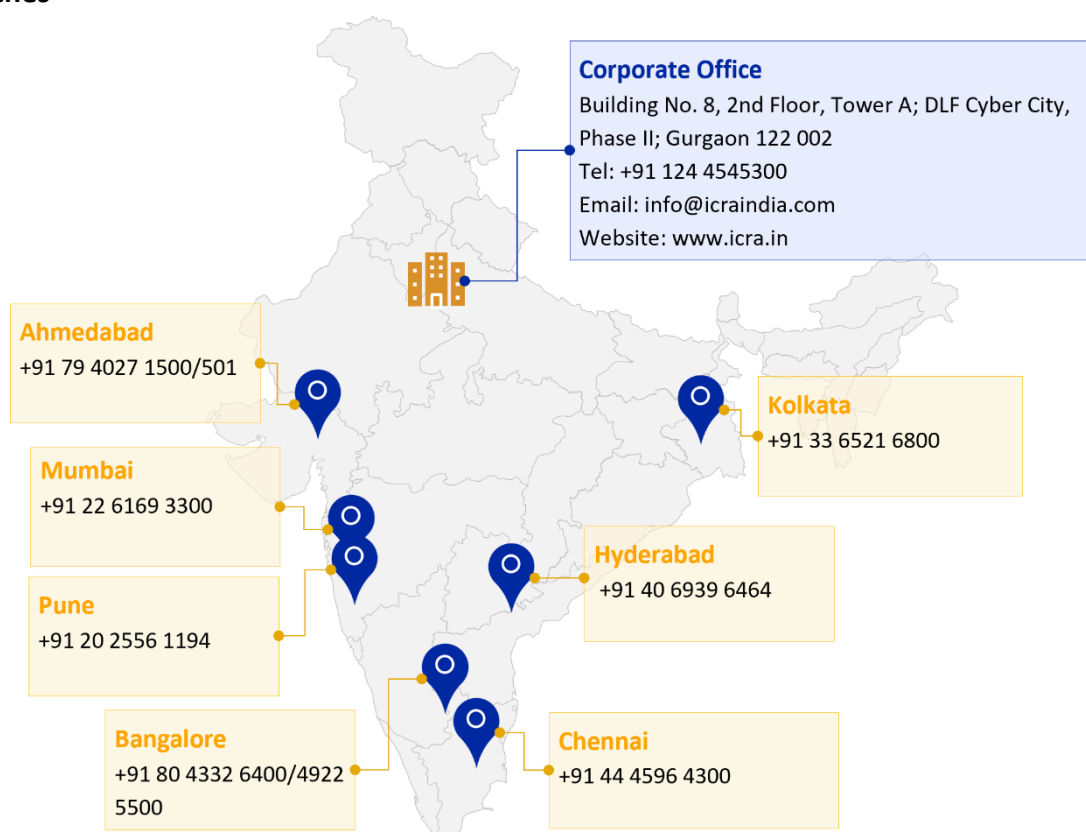 Corporate Office
Building No. 8, 2nd Floor, Tower A; DLF Cyber City,
Phase II; Gurgaon 122 002
Tel: +91 124 4545300
Email: info@icraindia.com
Website: www.icra.in
Ahmedabad
+91 79 4027 1500/501
Kolkata
+91 33 6521 6800
Mumbai
+91 22 6169 3300
Hyderabad
+91 40 6939 6464
Pune
+91 20 2556 1194
Bangalore
+91 80 4332 6400/4922
5500
Chennai
+91 44 4596 4300